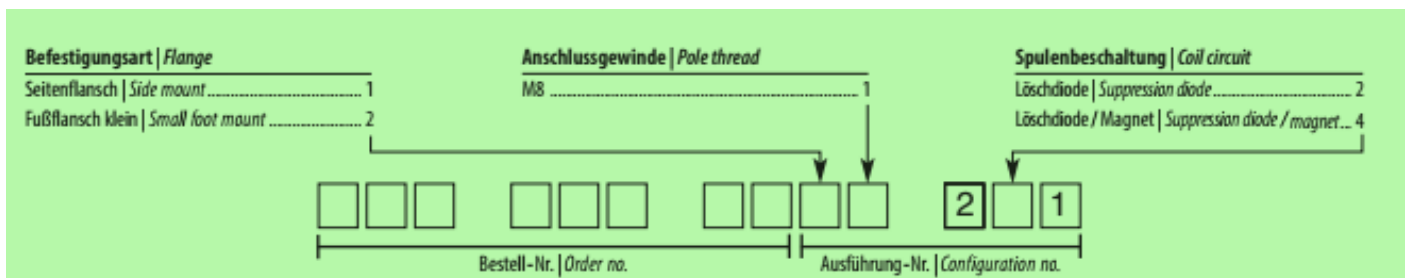 Befestigungsart | Flange
Seitenflansch | Side mount ........................................ 1
Fußflansch klein | Small foot mount ........................ 2
Anschlussgewinde | Pole thread
M8 ................................................................................ 1
Spulenbeschaltung | Coil circuit
Löschdiode | Suppression diode ...................................... 2
Löschdiode / Magnet | Suppression diode / magnet ... 4
2 1
Bestell-Nr. | Order no.
Ausführung-Nr. | Configuration no.